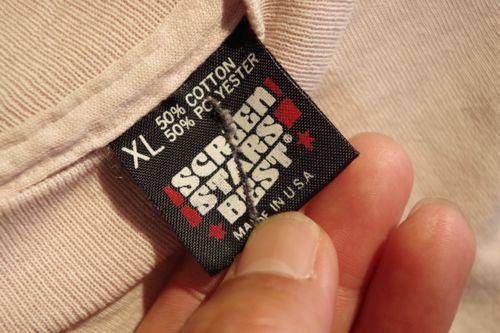 XL
50% COTTON
50% POLYESTER
SCREEN
STARS
BEST®
MADE IN U.S.A